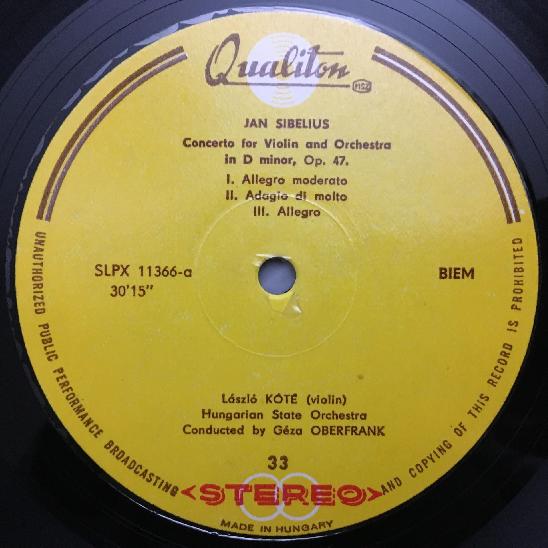 Qualiton
MSZ
JAN SIBELIUS
Concerto for Violin and Orchestra
in D minor, Op. 47.
I. Allegro moderato
II. Adagio di molto
III. Allegro
SLPX 11366-a
30'15"
BIEM
László KÓTÉ (violin)
Hungarian State Orchestra
Conducted by Géza OBERFRANK
33
<STEREO>
MADE IN HUNGARY
UNAUTHORIZED PUBLIC PERFORMANCE BROADCASTING AND COPYING OF THIS RECORD IS PROHIBITED